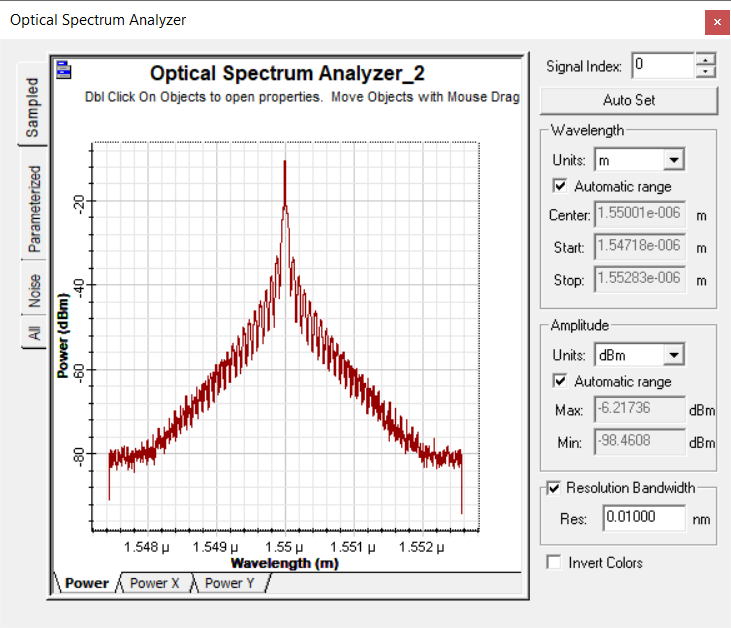 Optical Spectrum Analyzer
×
Sampled
Parameterized
Noise
All
Optical Spectrum Analyzer_2
Dbl Click On Objects to open properties. Move Objects with Mouse Drag
Power (dBm)
-20
-40
-60
-80
1.548 µ 1.549 µ 1.55 µ 1.551 µ 1.552 µ
Wavelength (m)
Power Power X Power Y
Signal Index: 0
Auto Set
Wavelength
Units: m
Automatic range
Center: 1.55001e-006 m
Start: 1.54718e-006 m
Stop: 1.55283e-006 m
Amplitude
Units: dBm
Automatic range
Max: -6.21736 dBm
Min: -98.4608 dBm
Resolution Bandwidth
Res: 0.01000 nm
Invert Colors